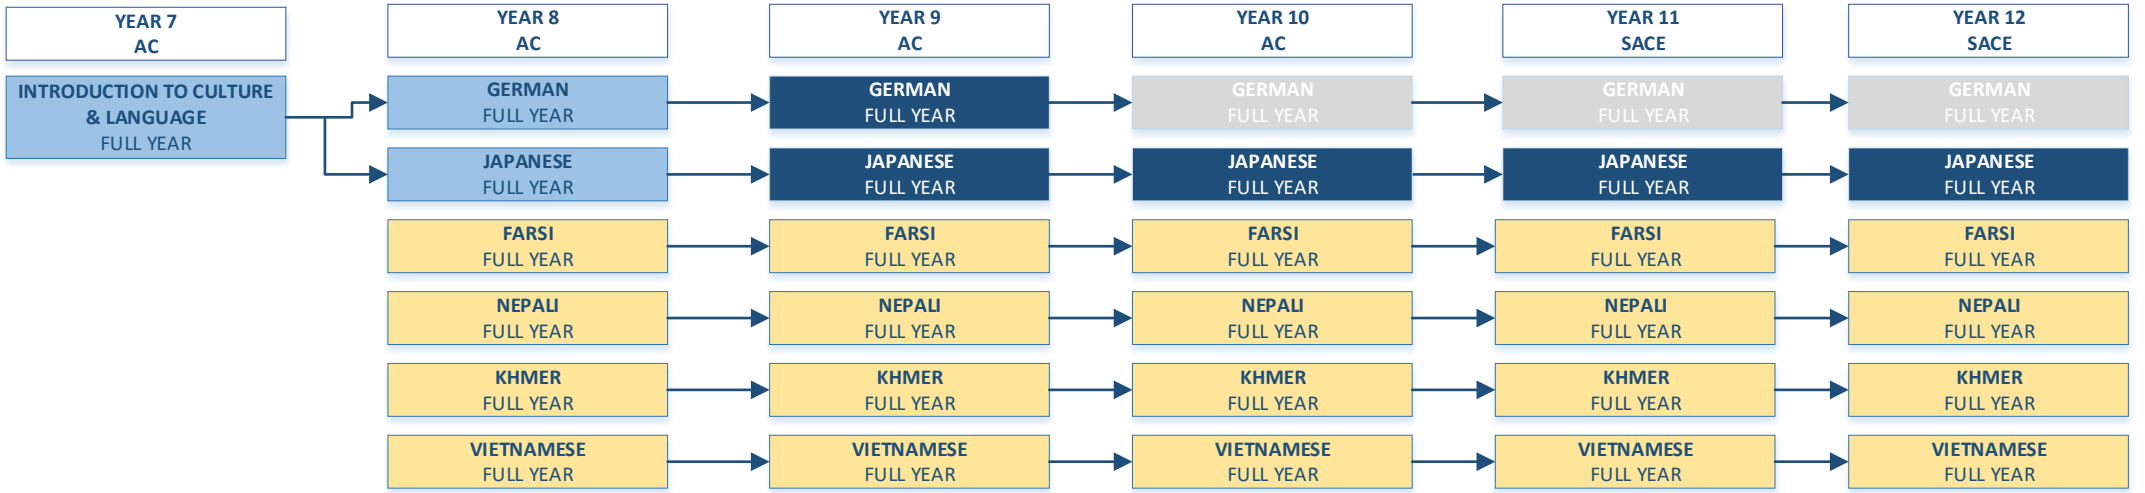 YEAR 7
AC
YEAR 8
AC
YEAR 9
AC
YEAR 10
AC
YEAR 11
SACE
YEAR 12
SACE
INTRODUCTION TO CULTURE
& LANGUAGE
FULL YEAR
GERMAN
FULL YEAR
GERMAN
FULL YEAR
GERMAN
FULL YEAR
GERMAN
FULL YEAR
GERMAN
FULL YEAR
JAPANESE
FULL YEAR
JAPANESE
FULL YEAR
JAPANESE
FULL YEAR
JAPANESE
FULL YEAR
JAPANESE
FULL YEAR
FARSI
FULL YEAR
FARSI
FULL YEAR
FARSI
FULL YEAR
FARSI
FULL YEAR
FARSI
FULL YEAR
NEPALI
FULL YEAR
NEPALI
FULL YEAR
NEPALI
FULL YEAR
NEPALI
FULL YEAR
NEPALI
FULL YEAR
KHMER
FULL YEAR
KHMER
FULL YEAR
KHMER
FULL YEAR
KHMER
FULL YEAR
KHMER
FULL YEAR
VIETNAMESE
FULL YEAR
VIETNAMESE
FULL YEAR
VIETNAMESE
FULL YEAR
VIETNAMESE
FULL YEAR
VIETNAMESE
FULL YEAR